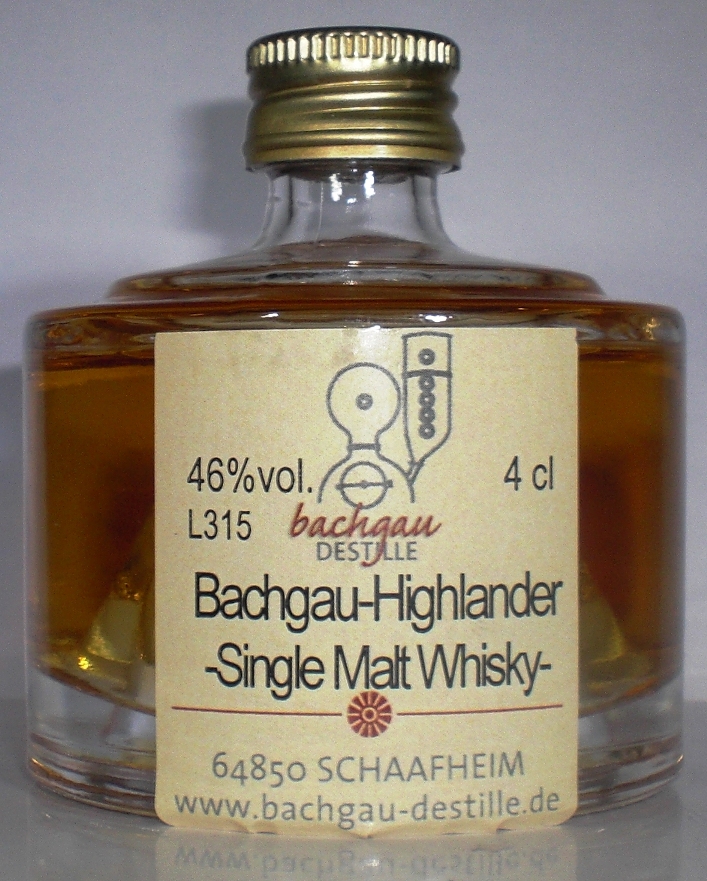 46%vol. 4 cl
L315
bachgau
DESTILLE
Bachgau-Highlander
-Single Malt Whisky-
64850 SCHAAFHEIM
www.bachgau-destille.de